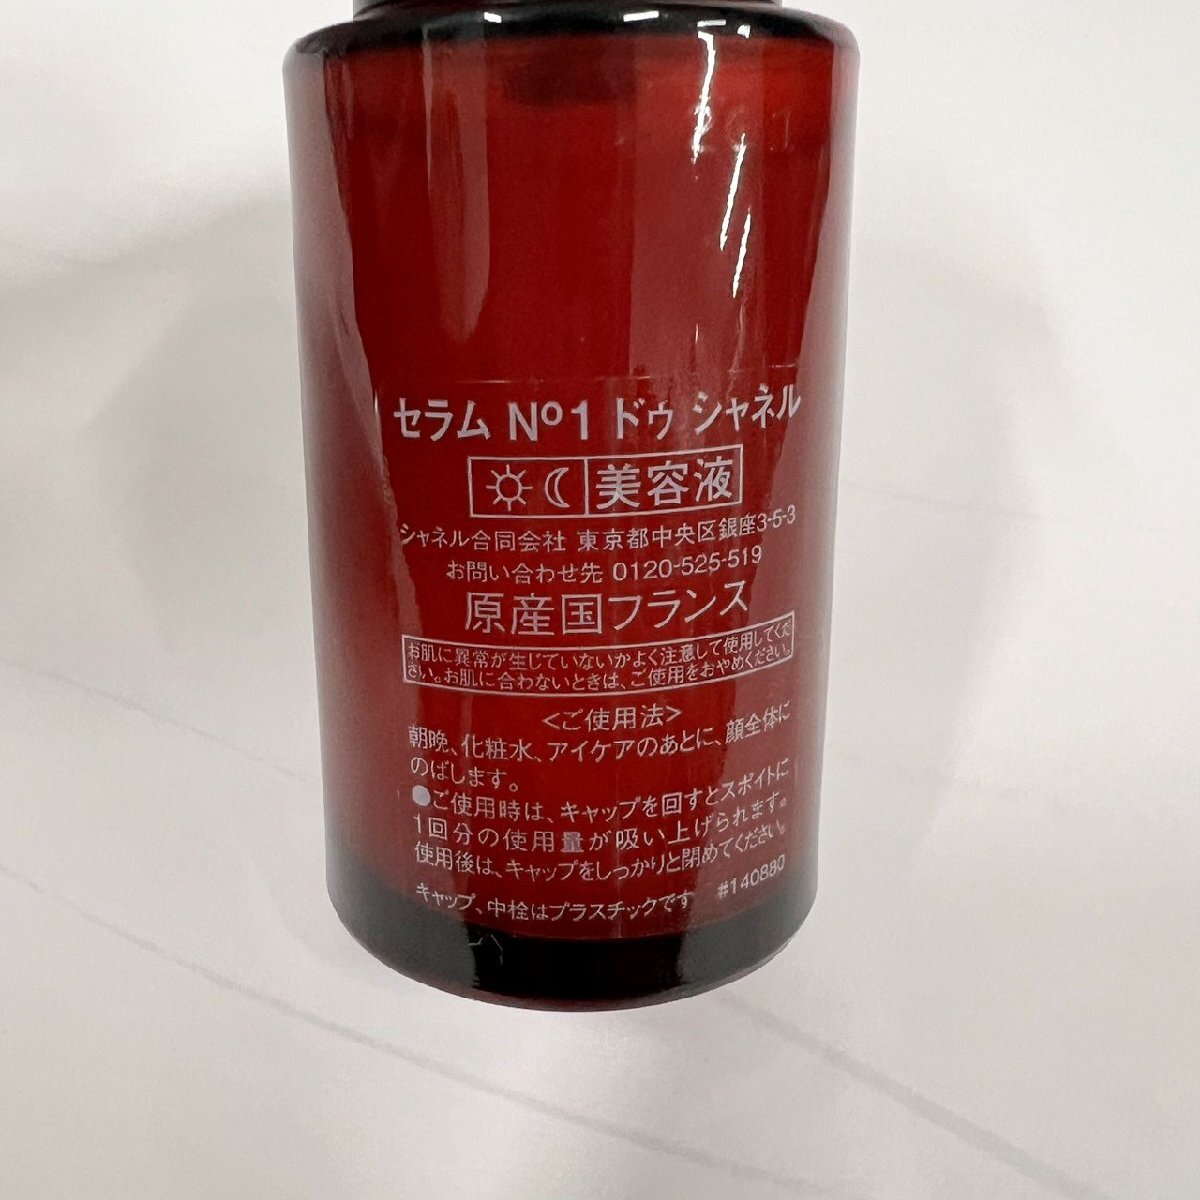 セラム Nº1 ドゥ シャネル
美容液
シャネル合同会社 東京都中央区銀座3-5-3
お問い合わせ先 0120-525-519
原産国フランス
お肌に異常が生じていないかよく注意して使用してくだ
さい。お肌に合わないときは、ご使用をおやめください。
<ご使用法>
朝晩、化粧水、アイケアのあとに、顔全体に
のばします。
●ご使用時は、キャップを回すとスポイトに
1回分の使用量が吸い上げられます。
使用後は、キャップをしっかりと閉めてください。
キャップ、中栓はプラスチックです #140880